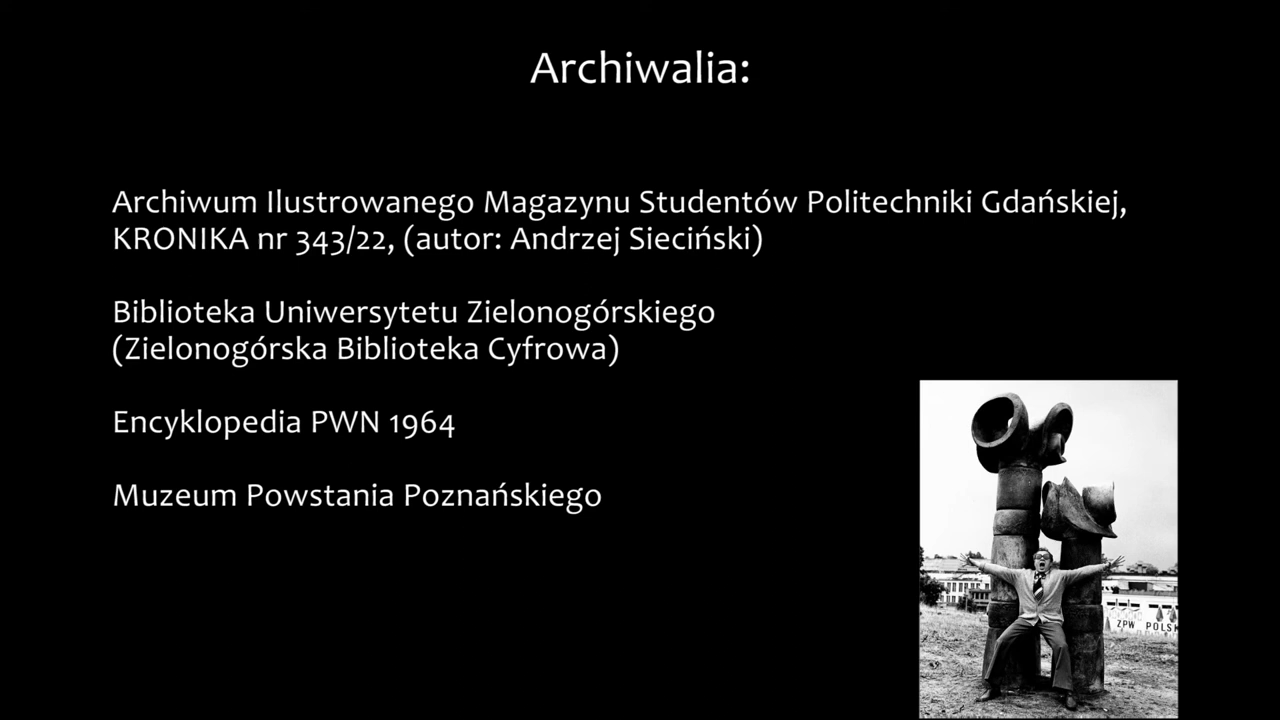 Archiwalia:
Archiwum Ilustrowanego Magazynu Studentów Politechniki Gdańskiej,
KRONIKA nr 343/22, (autor: Andrzej Sieciński)
Biblioteka Uniwersytetu Zielonogórskiego
(Zielonogórska Biblioteka Cyfrowa)
Encyklopedia PWN 1964
Muzeum Powstania Poznańskiego
ZPW POLSK